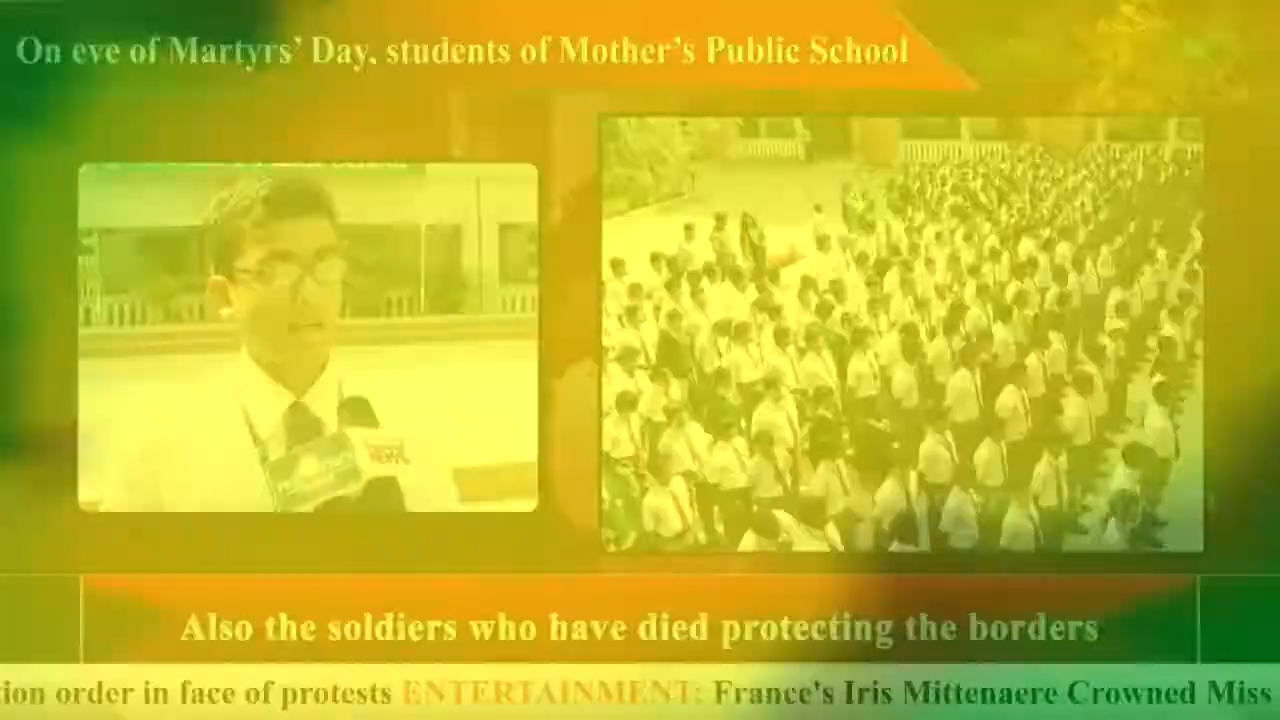 On eve of Martyrs’ Day, students of Mother’s Public School
Also the soldiers who have died protecting the borders
tion order in face of protests ENTERTAINMENT: France's Iris Mittenaere Crowned Miss